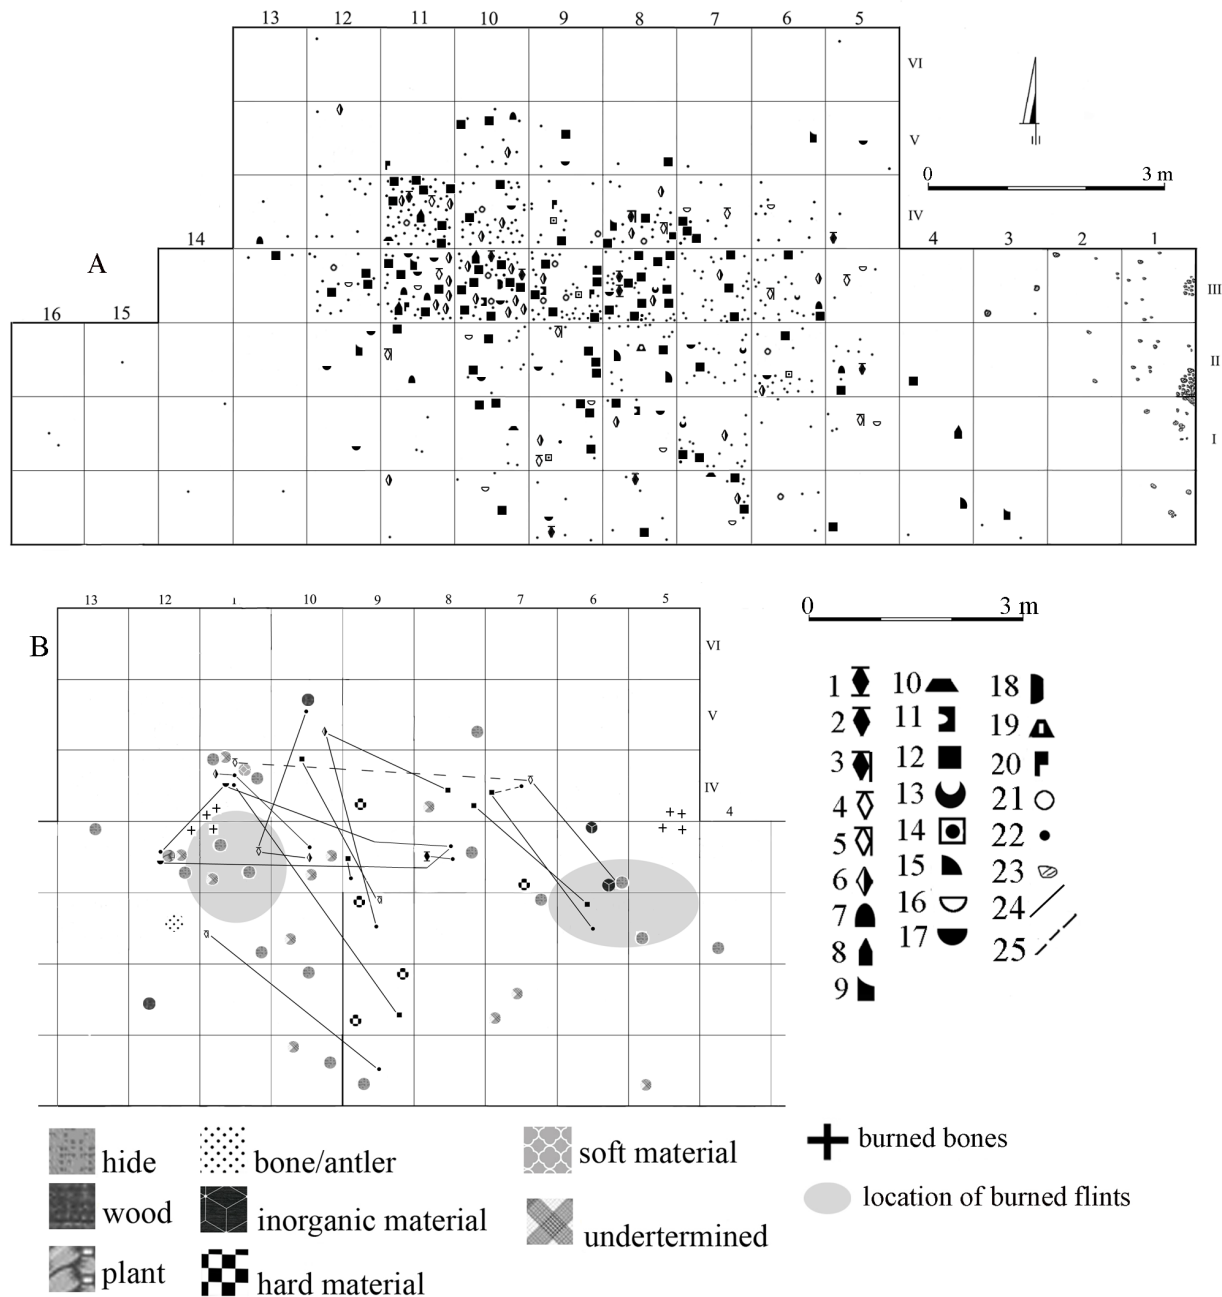 13 12 11 10 9 8 7 6 5
VI
V
0 3 m
IV
14
4 3 2 1
A
III
16 15
II
I
13 12 1 10 9 8 7 6 5
0 3 m
B
VI
V
IV
4
1 10 18
2 11 19
3 12 20
4 13 21
5 14 22
6 15 23
7 16 24
8 17 25
9
hide
bone/antler
soft material
burned bones
wood
inorganic material
undertermined
location of burned flints
plant
hard material